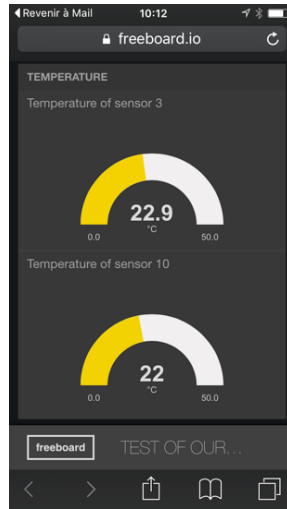 Revenir à Mail 10:12
freeboard.io
TEMPERATURE
Temperature of sensor 3
22.9
°C
0.0 50.0
Temperature of sensor 10
22
°C
0.0 50.0
freeboard TEST OF OUR...